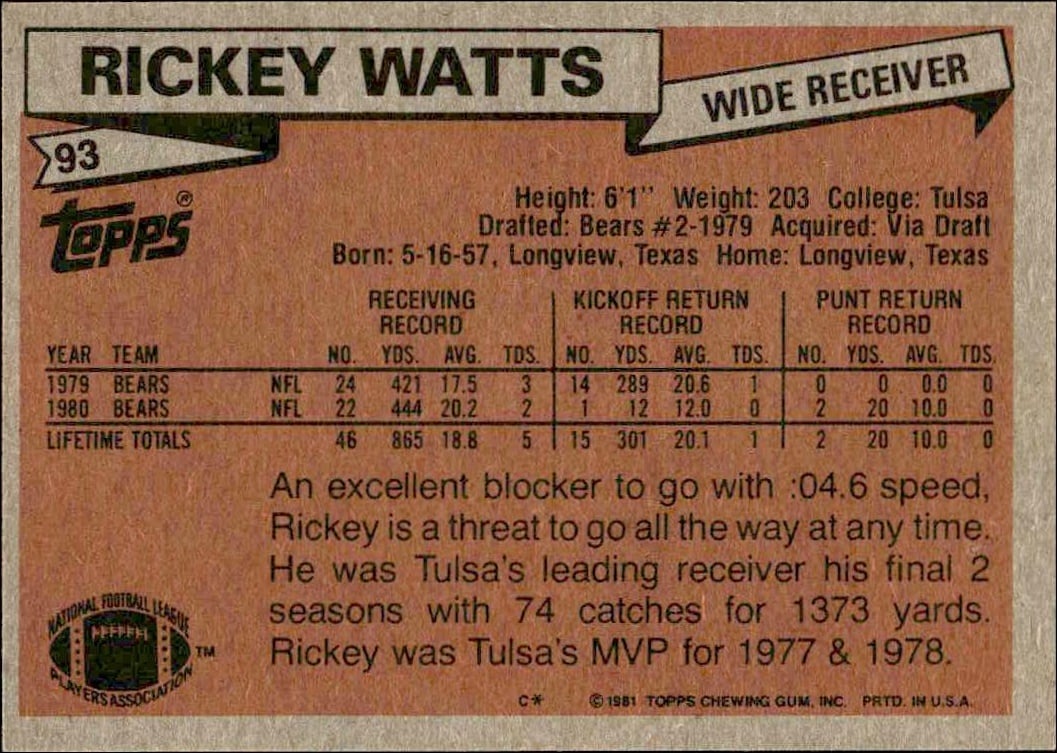 RICKEY WATTS
WIDE RECEIVER
93
TOPPS®
Height: 6'1" Weight: 203 College: Tulsa
Drafted: Bears #2-1979 Acquired: Via Draft
Born: 5-16-57, Longview, Texas Home: Longview, Texas
RECEIVING RECORD KICKOFF RETURN RECORD PUNT RETURN RECORD
YEAR TEAM NO. YDS. AVG. TDS. NO. YDS. AVG. TDS. NO. YDS. AVG. TDS.
1979 BEARS NFL 24 421 17.5 3 14 289 20.6 1 0 0 0.0 0
1980 BEARS NFL 22 444 20.2 2 1 12 12.0 0 2 20 10.0 0
LIFETIME TOTALS 46 865 18.8 5 15 301 20.1 1 2 20 10.0 0
An excellent blocker to go with :04.6 speed,
Rickey is a threat to go all the way at any time.
He was Tulsa's leading receiver his final 2
seasons with 74 catches for 1373 yards.
Rickey was Tulsa's MVP for 1977 & 1978.
NATIONAL FOOTBALL LEAGUE
PLAYERS ASSOCIATION
TM
C* ©1981 TOPPS CHEWING GUM, INC. PRTD. IN U.S.A.